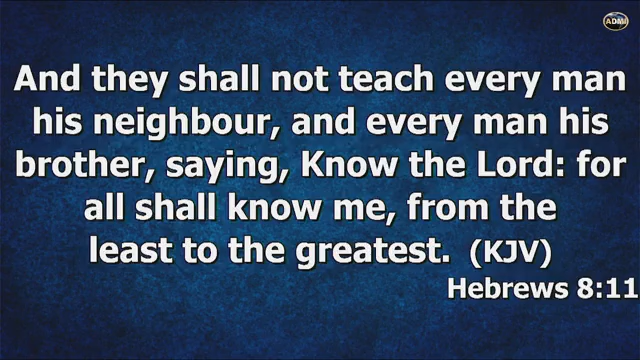 ADMI
And they shall not teach every man
his neighbour, and every man his
brother, saying, Know the Lord: for
all shall know me, from the
least to the greatest. (KJV)
Hebrews 8:11